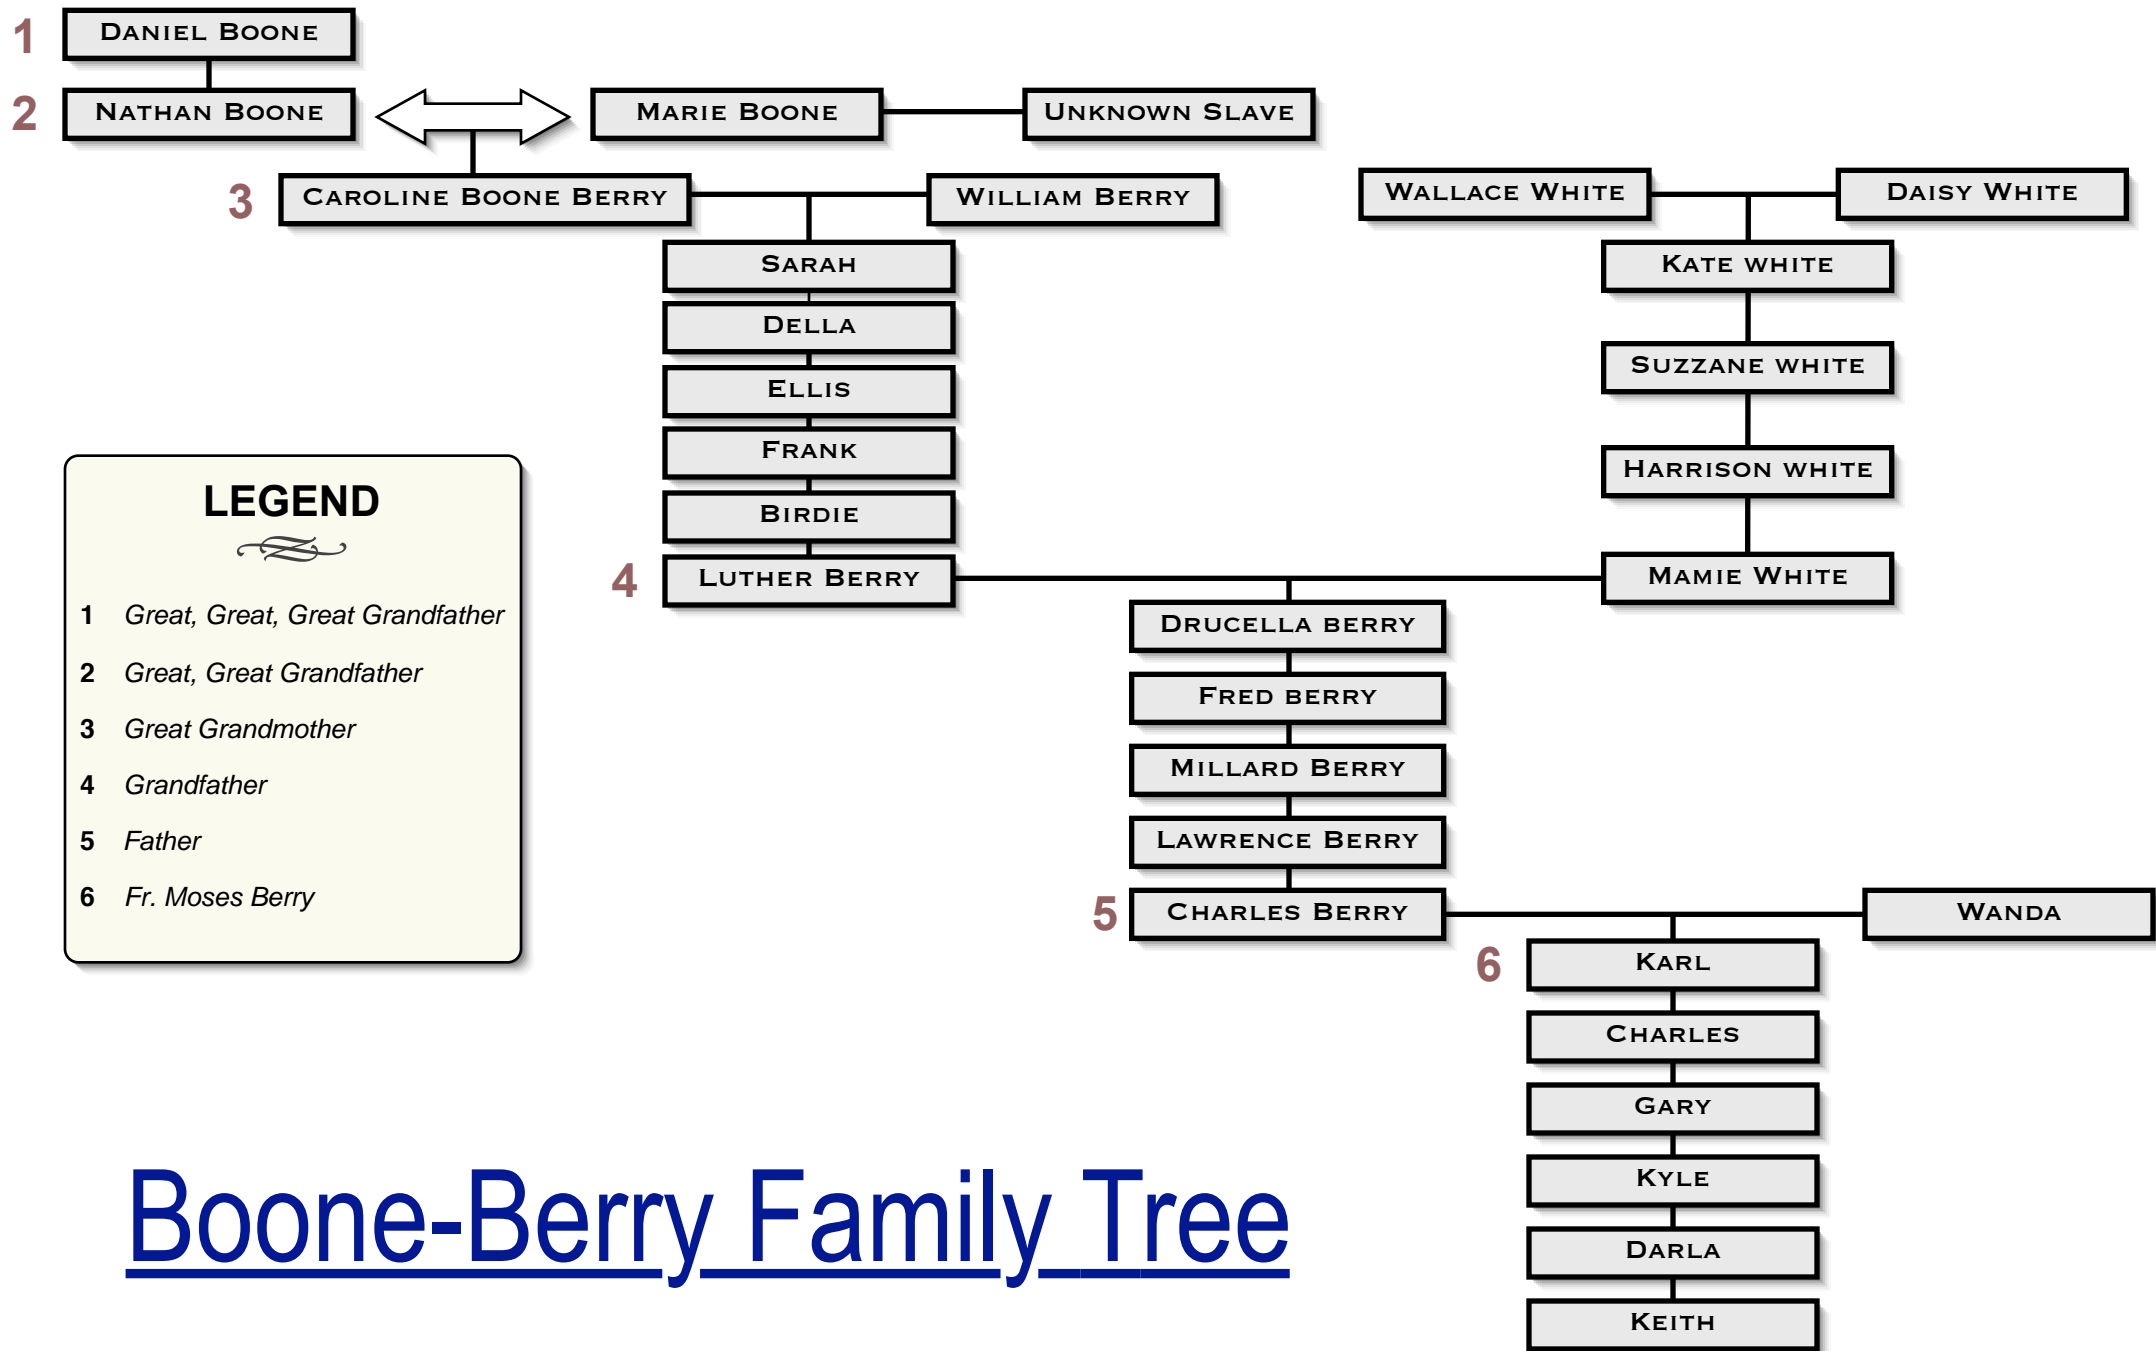 1 DANIEL BOONE
2 NATHAN BOONE MARIE BOONE UNKNOWN SLAVE
3 CAROLINE BOONE BERRY WILLIAM BERRY WALLACE WHITE DAISY WHITE
SARAH KATE WHITE
DELLA
ELLIS SUZZANE WHITE
FRANK
HARRISON WHITE
BIRDIE
4 LUTHER BERRY MAMIE WHITE
DRUCELLA BERRY
FRED BERRY
MILLARD BERRY
LAWRENCE BERRY
5 CHARLES BERRY WANDA
6 KARL
CHARLES
GARY
KYLE
DARLA
KEITH
LEGEND
1 Great, Great, Great Grandfather
2 Great, Great Grandfather
3 Great Grandmother
4 Grandfather
5 Father
6 Fr. Moses Berry
Boone-Berry Family Tree